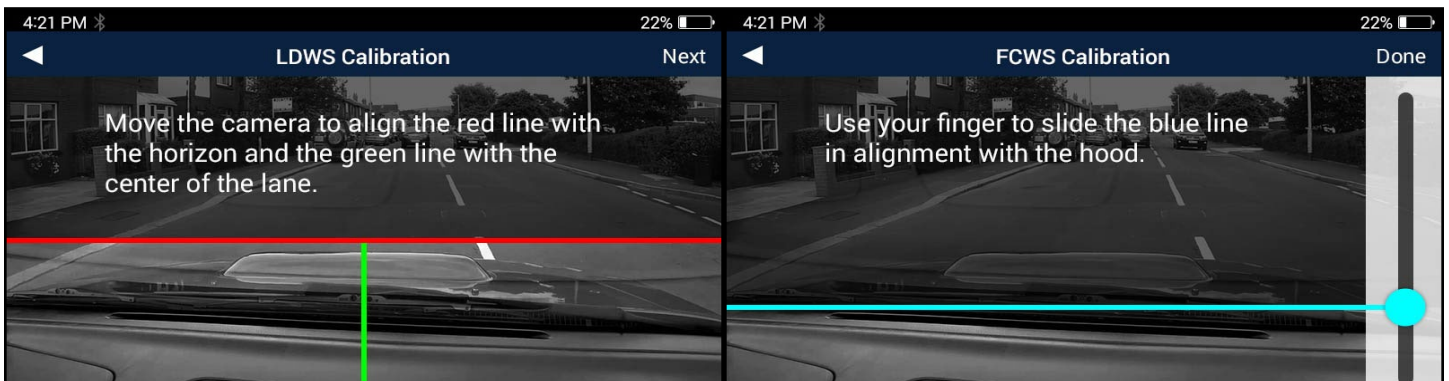 4:21 PM
22%
LDWS Calibration
Next
Move the camera to align the red line with
the horizon and the green line with the
center of the lane.
4:21 PM
22%
FCWS Calibration
Done
Use your finger to slide the blue line
in alignment with the hood.